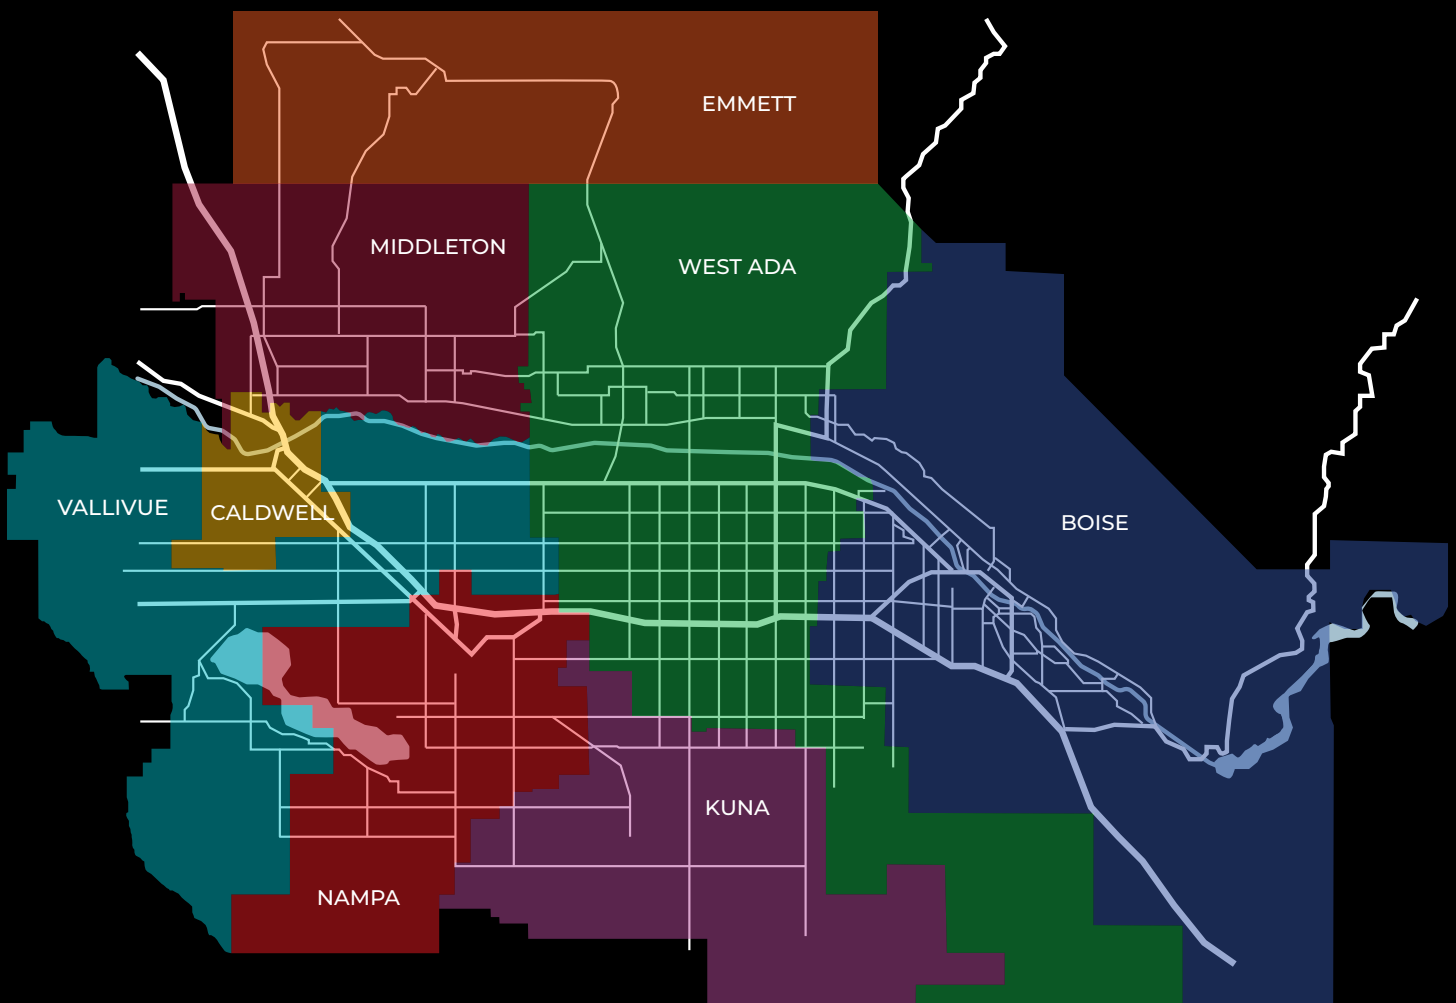 EMMETT
MIDDLETON
WEST ADA
VALLIVUE
CALDWELL
BOISE
KUNA
NAMPA